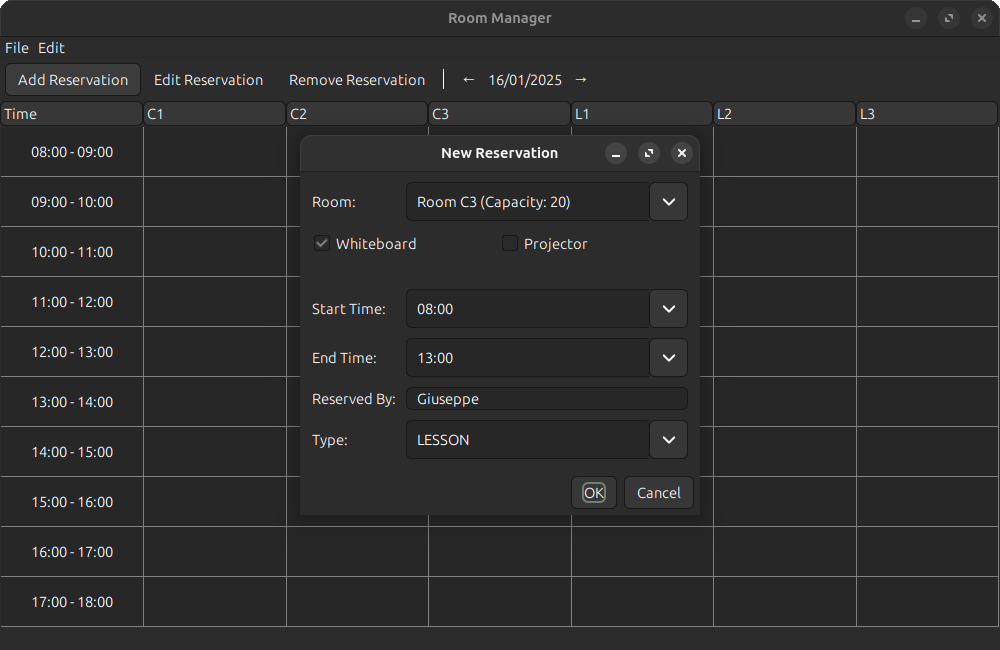 Room Manager
File Edit
Add Reservation Edit Reservation Remove Reservation ← 16/01/2025 →
Time C1 C2 C3 L1 L2 L3
08:00 - 09:00
09:00 - 10:00
10:00 - 11:00
11:00 - 12:00
12:00 - 13:00
13:00 - 14:00
14:00 - 15:00
15:00 - 16:00
16:00 - 17:00
17:00 - 18:00
New Reservation
Room: Room C3 (Capacity: 20)
Whiteboard Projector
Start Time: 08:00
End Time: 13:00
Reserved By: Giuseppe
Type: LESSON
OK Cancel